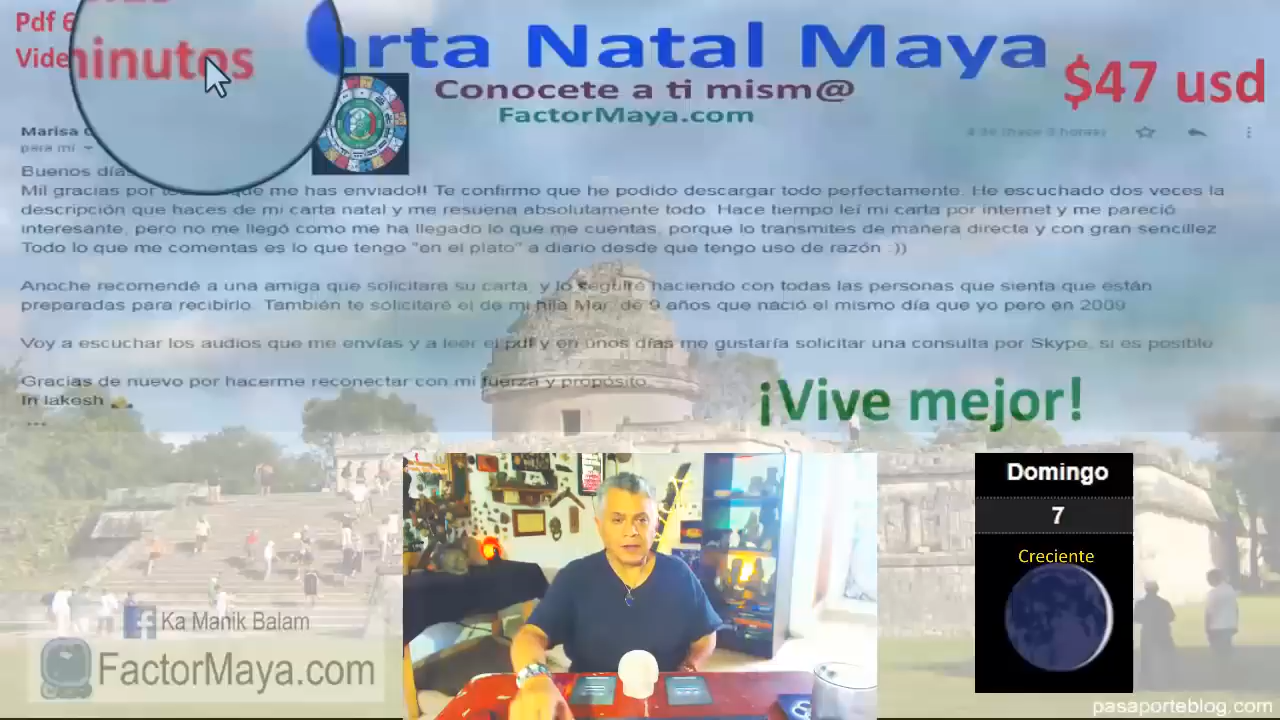 Pdf 6
Vide
minutos
arta Natal Maya
Conocete a ti mism@
FactorMaya.com
$47 usd
Marisa
para mí
Buenos días
Mil gracias por que me has enviado!! Te confirmo que he podido descargar todo perfectamente. He escuchado dos veces la
descripción que haces de mi carta natal y me resuena absolutamente todo. Hace tiempo leí mi carta por internet y me pareció
interesante, pero no me llegó como me ha llegado lo que me cuentas, porque lo transmites de manera directa y con gran sencillez
Todo lo que me comentas es lo que tengo "en el plato" a diario desde que tengo uso de razón :))
Anoche recomendé a una amiga que solicitara su carta, y lo seguiré haciendo con todas las personas que sienta que están
preparadas para recibirlo. También te solicitaré el de mi hija Mar, de 9 años que nació el mismo día que yo pero en 2009
Voy a escuchar los audios que me envías y a leer el pdf y en unos días me gustaría solicitar una consulta por Skype, si es posible
Gracias de nuevo por hacerme reconectar con mi fuerza y propósito.
In lakesh
...
¡Vive mejor!
Domingo
7
Creciente
Ka Manik Balam
FactorMaya.com
pasaporteblog.com